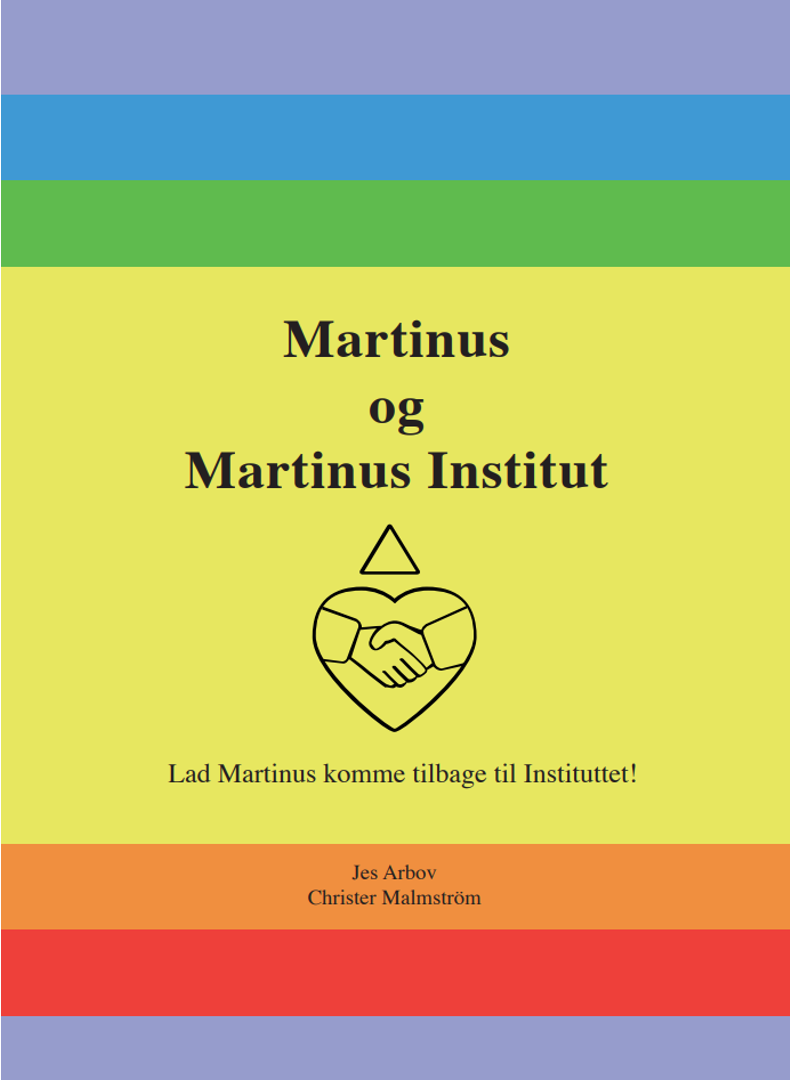 Martinus
og
Martinus Institut
Lad Martinus komme tilbage til Instituttet!
Jes Arbov
Christer Malmström